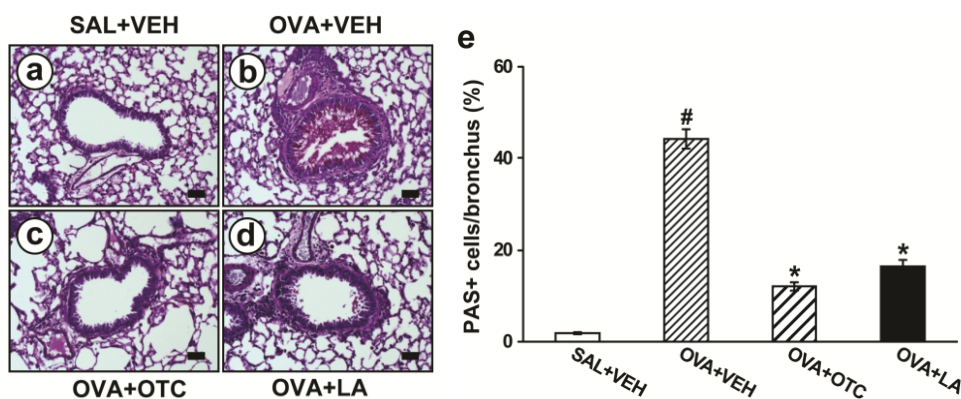 SAL+VEH
OVA+VEH
a
b
c
d
OVA+OTC
OVA+LA
e
PAS+ cells/bronchus (%)
60
40
20
0
#
*
*
SAL+VEH
OVA+VEH
OVA+OTC
OVA+LA